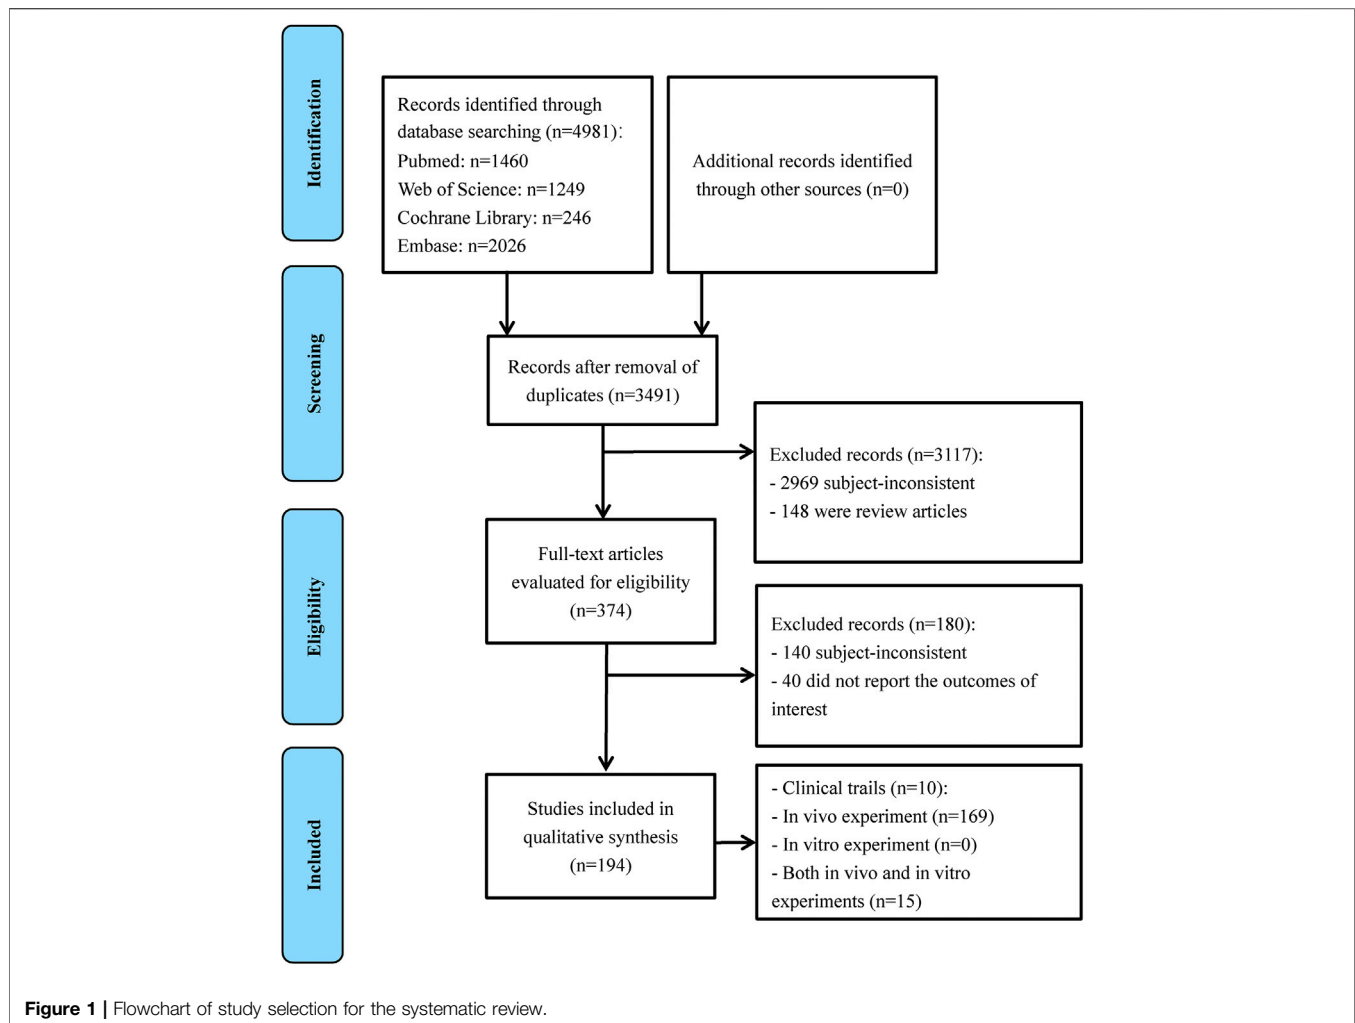 Identification
Records identified through
database searching (n=4981):
Pubmed: n=1460
Web of Science: n=1249
Cochrane Library: n=246
Embase: n=2026
Additional records identified
through other sources (n=0)
Screening
Records after removal of
duplicates (n=3491)
Excluded records (n=3117):
- 2969 subject-inconsistent
- 148 were review articles
Eligibility
Full-text articles
evaluated for eligibility
(n=374)
Excluded records (n=180):
- 140 subject-inconsistent
- 40 did not report the outcomes of
interest
Included
Studies included in
qualitative synthesis
(n=194)
- Clinical trails (n=10):
- In vivo experiment (n=169)
- In vitro experiment (n=0)
- Both in vivo and in vitro
experiments (n=15)
Figure 1 | Flowchart of study selection for the systematic review.